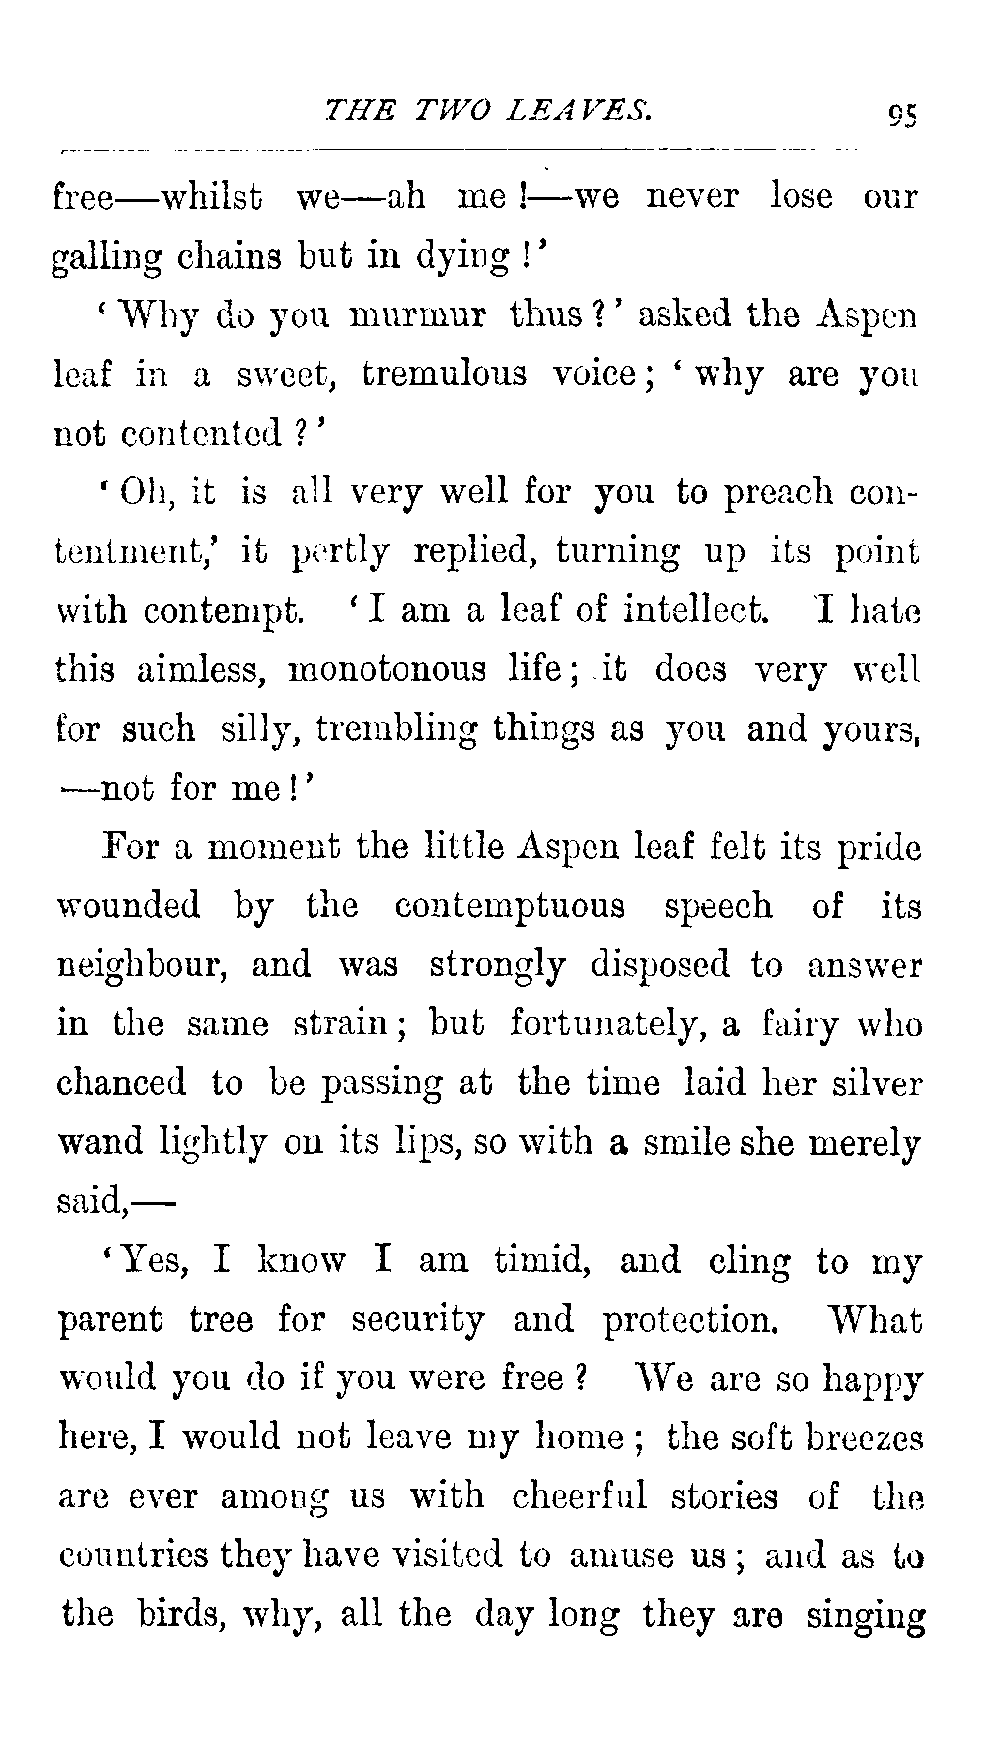 THE TWO LEAVES. 95
free—whilst we—ah me!—we never lose our
galling chains but in dying!'
'Why do you murmur thus?' asked the Aspen
leaf in a sweet, tremulous voice; 'why are you
not contented?'
'Oh, it is all very well for you to preach con-
tentment,' it pertly replied, turning up its point
with contempt. 'I am a leaf of intellect. I hate
this aimless, monotonous life; it does very well
for such silly, trembling things as you and yours,
—not for me!'
For a moment the little Aspen leaf felt its pride
wounded by the contemptuous speech of its
neighbour, and was strongly disposed to answer
in the same strain; but fortunately, a fairy who
chanced to be passing at the time laid her silver
wand lightly on its lips, so with a smile she merely
said,—
'Yes, I know I am timid, and cling to my
parent tree for security and protection. What
would you do if you were free? We are so happy
here, I would not leave my home; the soft breezes
are ever among us with cheerful stories of the
countries they have visited to amuse us; and as to
the birds, why, all the day long they are singing